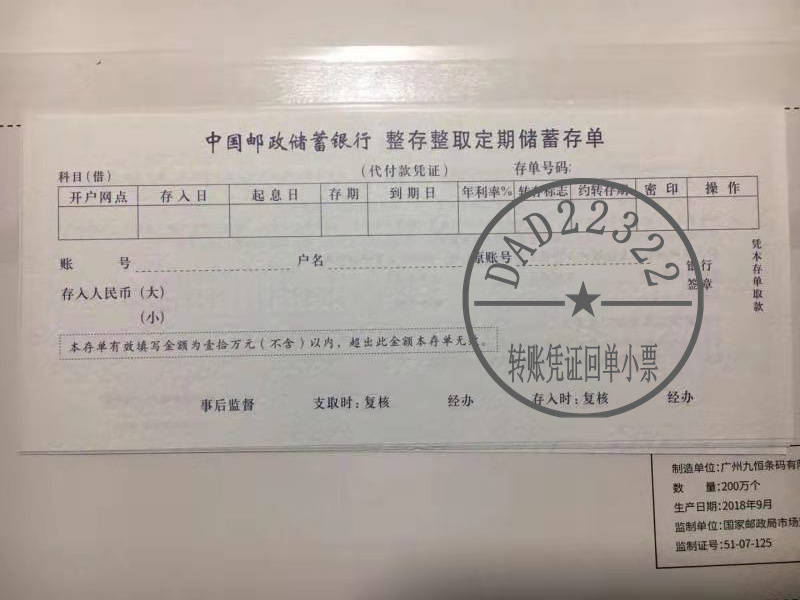 中国邮政储蓄银行 整存整取定期储蓄存单
科目(借) (代付款凭证) 存单号码:
开户网点 存入日 起息日 存期 到期日 年利率% 转存标志 约转存期 密印 操作
账 号 户名 原账号 银行
签章
凭本存单取款
存入人民币 (大)
(小)
本存单有效填写金额为壹拾万元(不含)以内,超出此金额本存单无效。
事后监督 支取时:复核 经办 存入时:复核 经办
DAD22322
转账凭证回单小票
制造单位:广州九恒条码有
数 量:200万个
生产日期:2018年9月
监制单位:国家邮政局市场
监制证号:51-07-125